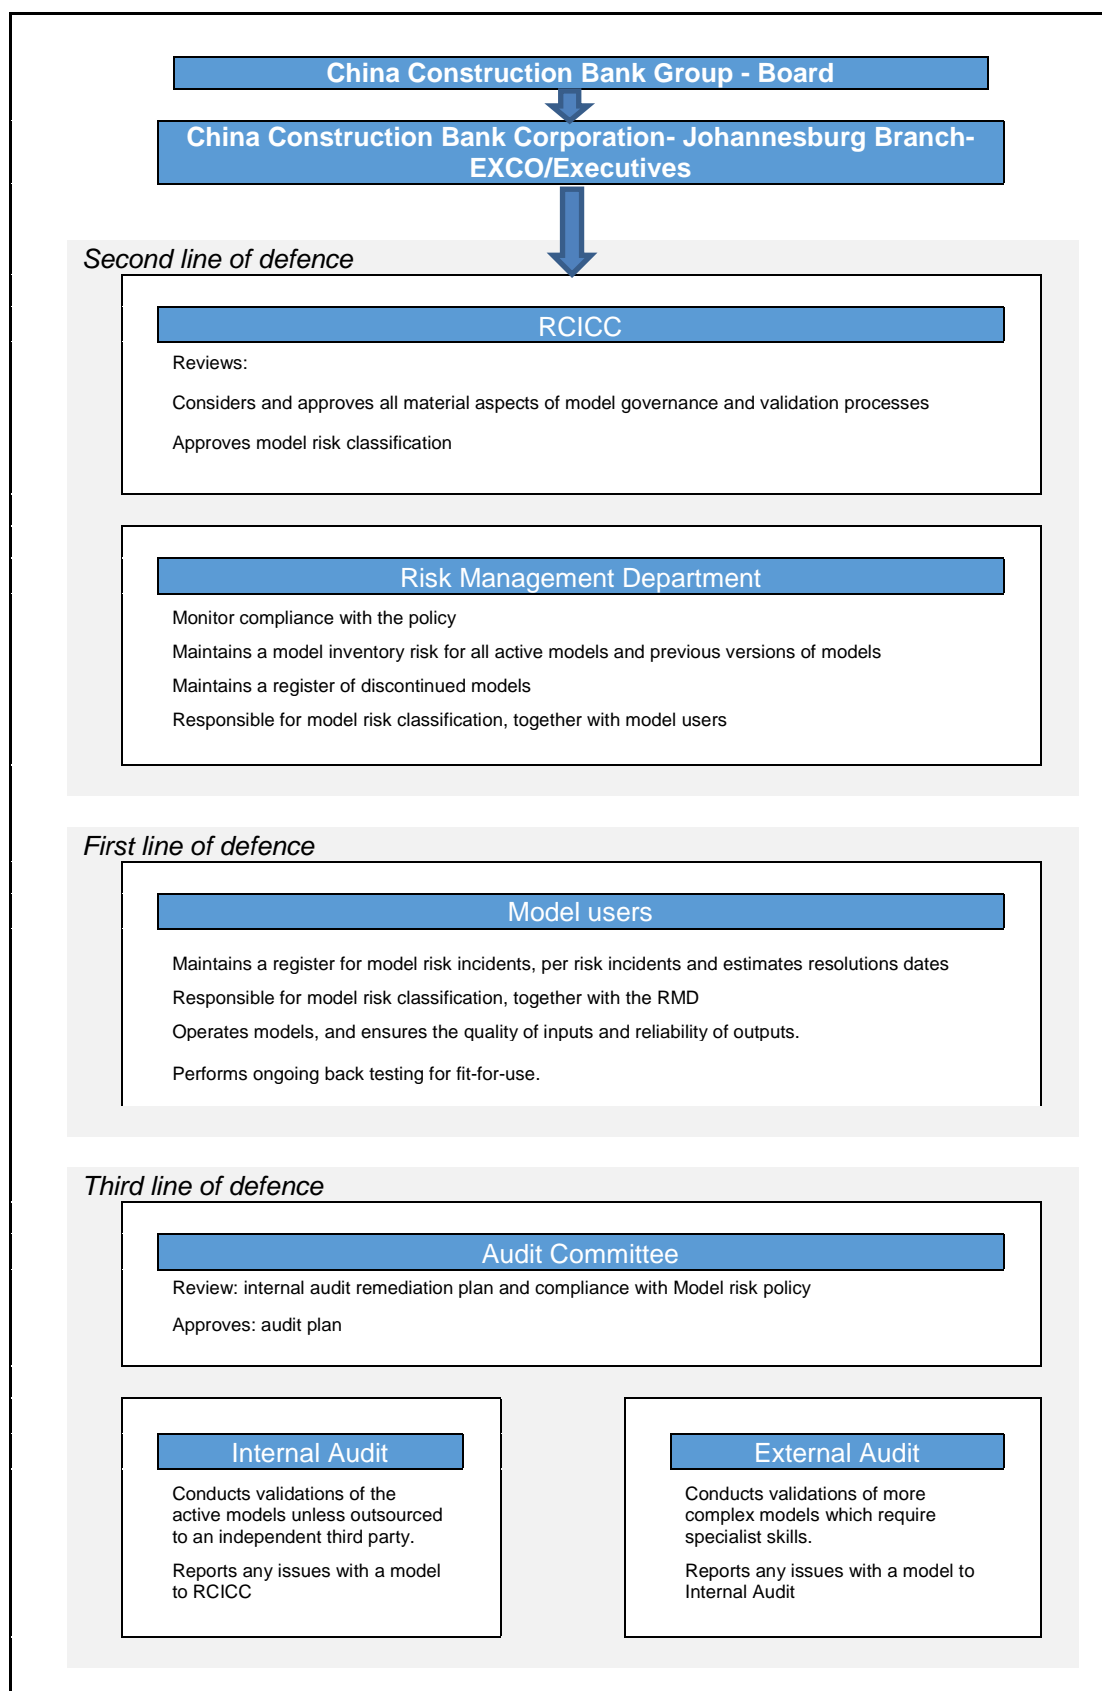 China Construction Bank Group - Board
China Construction Bank Corporation- Johannesburg Branch-
EXCO/Executives
Second line of defence
RCICC
Reviews:
Considers and approves all material aspects of model governance and validation processes
Approves model risk classification
Risk Management Department
Monitor compliance with the policy
Maintains a model inventory risk for all active models and previous versions of models
Maintains a register of discontinued models
Responsible for model risk classification, together with model users
First line of defence
Model users
Maintains a register for model risk incidents, per risk incidents and estimates resolutions dates
Responsible for model risk classification, together with the RMD
Operates models, and ensures the quality of inputs and reliability of outputs.
Performs ongoing back testing for fit-for-use.
Third line of defence
Audit Committee
Review: internal audit remediation plan and compliance with Model risk policy
Approves: audit plan
Internal Audit
Conducts validations of the
active models unless outsourced
to an independent third party.
Reports any issues with a model
to RCICC
External Audit
Conducts validations of more
complex models which require
specialist skills.
Reports any issues with a model to
Internal Audit